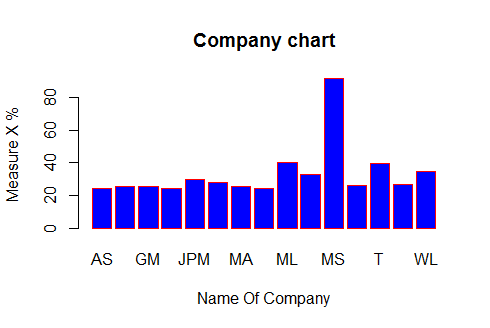 Company chart
Measure X %
80
60
40
20
0
AS GM JPM MA ML MS T WL
Name Of Company